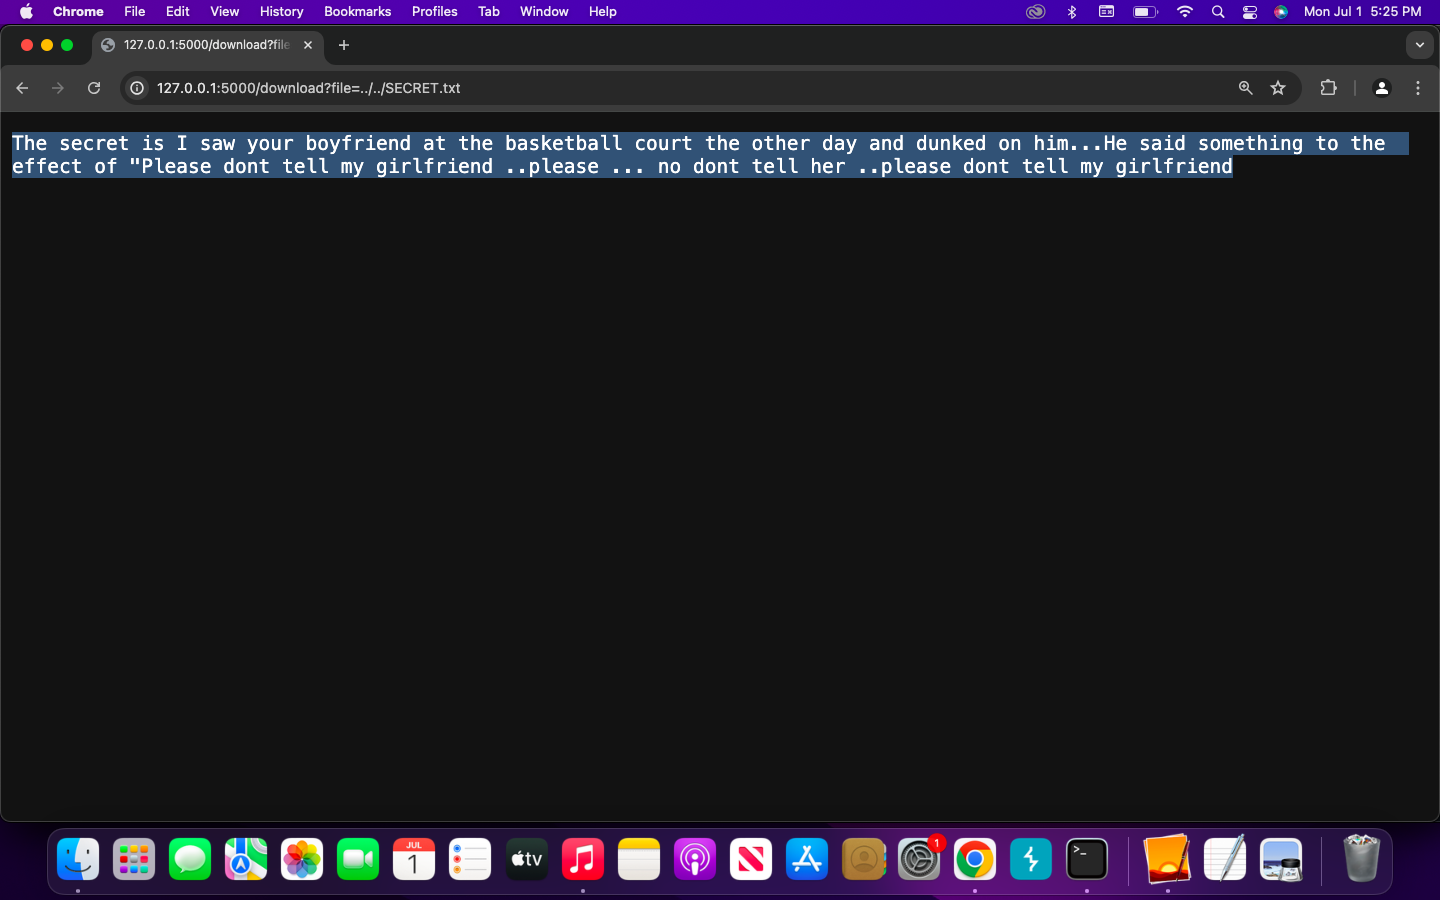 Chrome File Edit View History Bookmarks Profiles Tab Window Help Mon Jul 1 5:25 PM
127.0.0.1:5000/download?file
127.0.0.1:5000/download?file=../../SECRET.txt
The secret is I saw your boyfriend at the basketball court the other day and dunked on him...He said something to the
effect of "Please dont tell my girlfriend ..please ... no dont tell her ..please dont tell my girlfriend
JUL
1
tv
1
>_